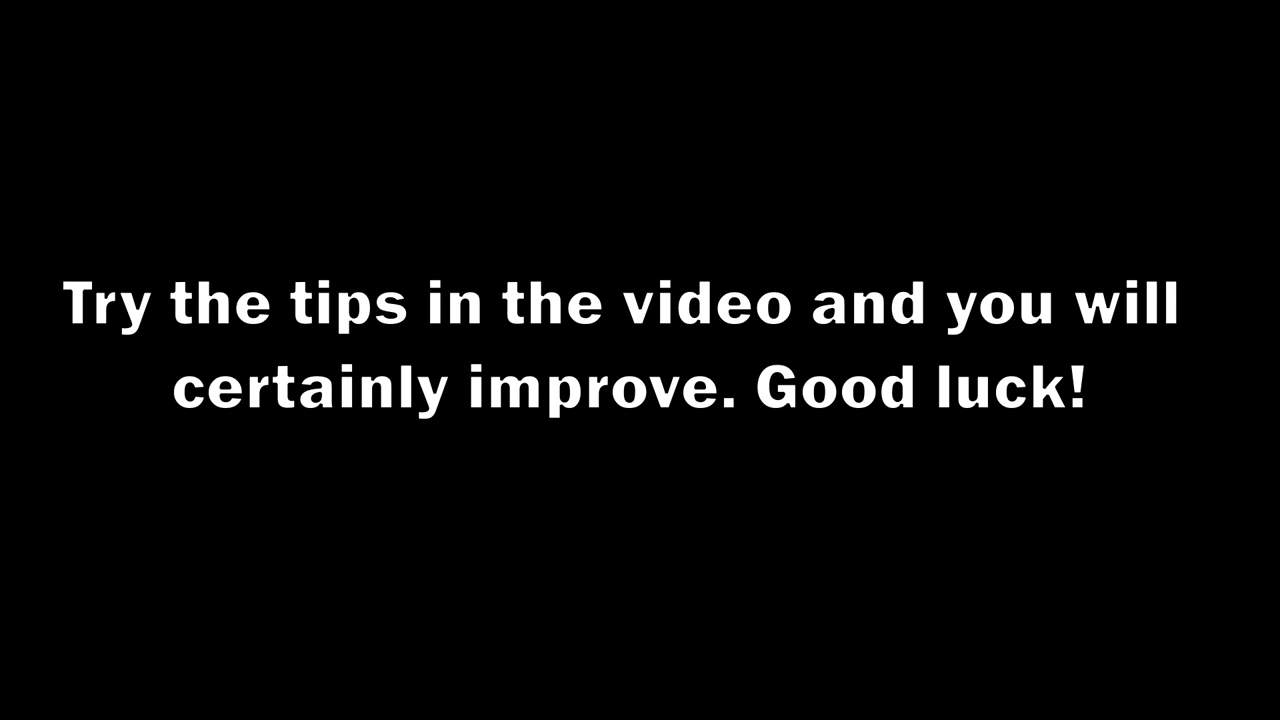 Try the tips in the video and you will
certainly improve. Good luck!